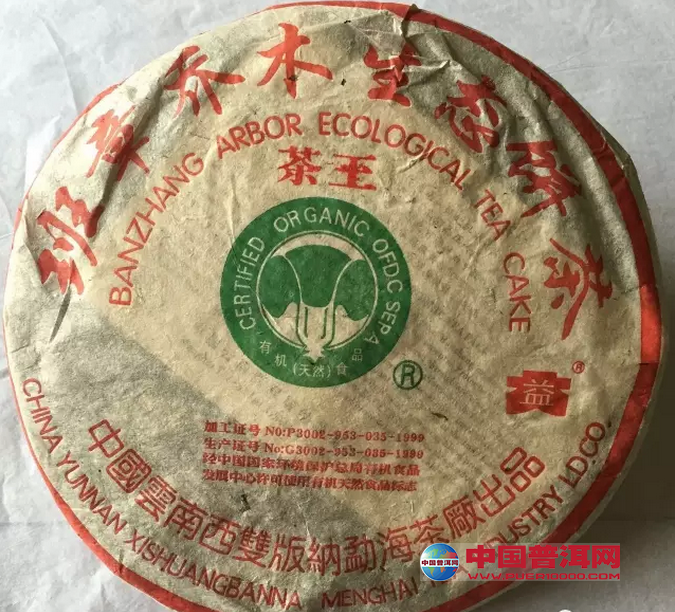 班章乔木生态饼茶
BANZHANG ARBOR ECOLOGICAL TEA CAKE
茶王
CERTIFIED ORGANIC OFDC SEPA
有机(天然)食品
®
益
®
加工证号 NO:P3002-953-035-1999
生产证号 No:G3002-953-035-1999
经中国国家环境保护总局有机食品
发展中心许可使用有机天然食品标志
中國雲南西雙版納勐海茶廠出品
CHINA YUNNAN XISHUANGBANNA MENGHAI INDUSTRY LD.CO.
中国普洱网
www.puer10000.com